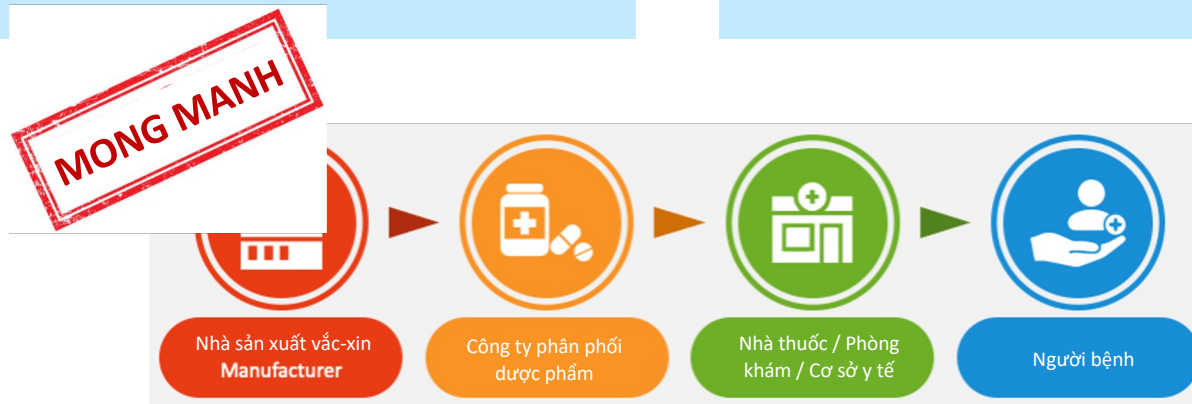 MONG MANH
Nhà sản xuất vắc-xin
Manufacturer
Công ty phân phối
dược phẩm
Nhà thuốc / Phòng
khám / Cơ sở y tế
Người bệnh